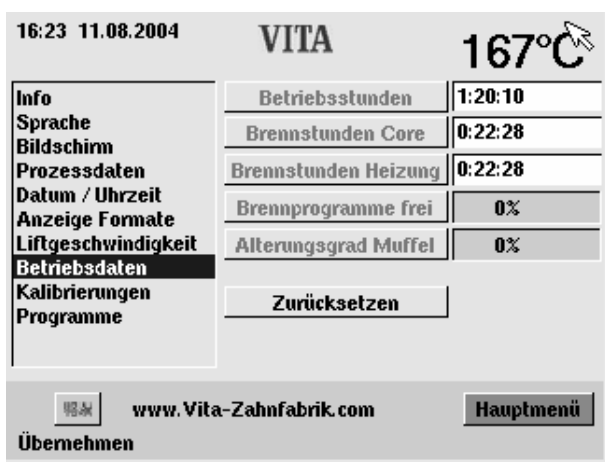 16:23 11.08.2004
VITA
167°C
Info
Sprache
Bildschirm
Prozessdaten
Datum / Uhrzeit
Anzeige Formate
Liftgeschwindigkeit
Betriebsdaten
Kalibrierungen
Programme
Betriebsstunden 1:20:10
Brennstunden Core 0:22:28
Brennstunden Heizung 0:22:28
Brennprogramme frei 0%
Alterungsgrad Muffel 0%
Zurücksetzen
www.Vita-Zahnfabrik.com
Hauptmenü
Übernehmen